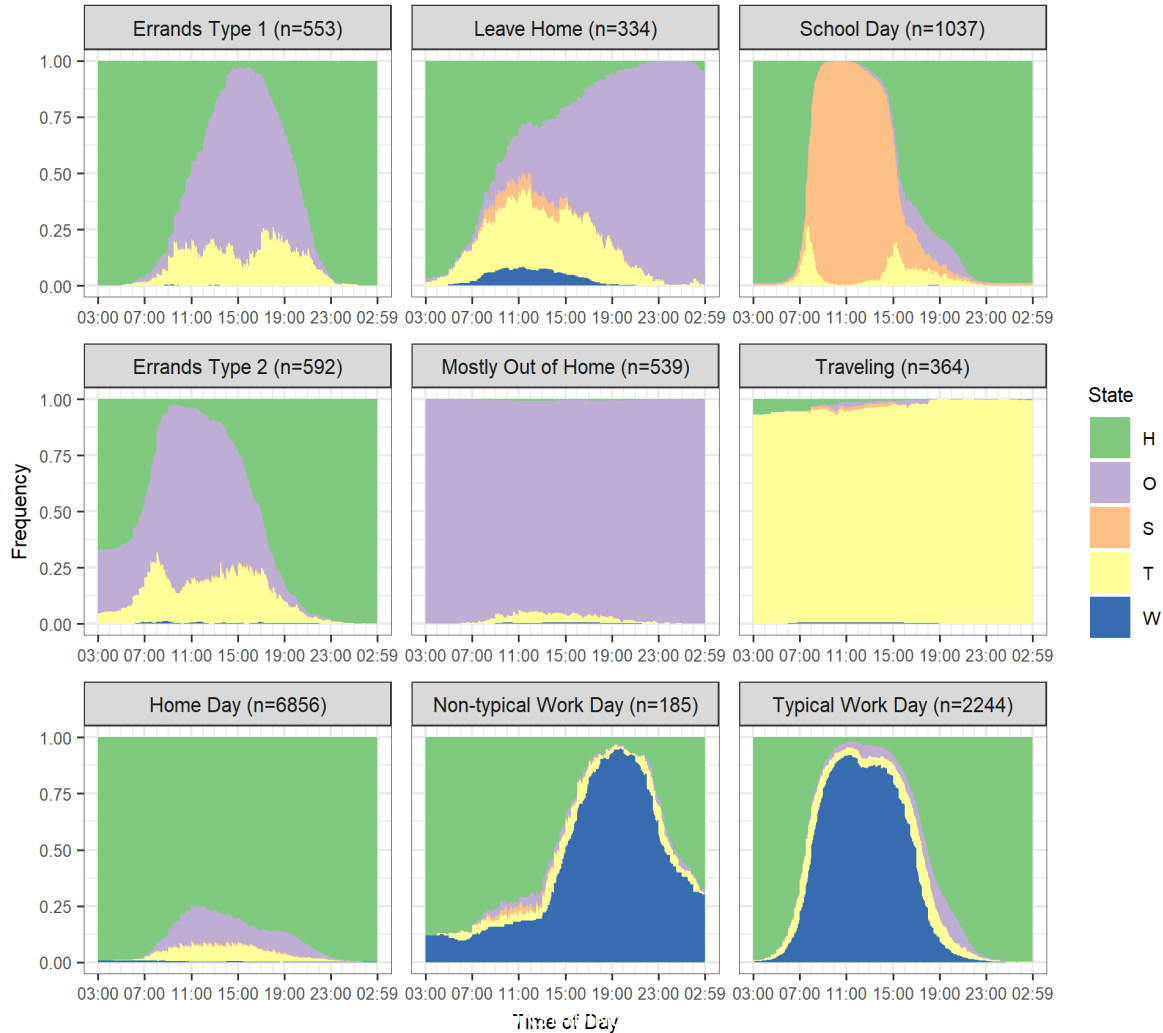 Errands Type 1 (n=553) Leave Home (n=334) School Day (n=1037)
1.00
0.75
0.50
0.25
0.00
03:00 07:00 11:00 15:00 19:00 23:00 02:59 03:00 07:00 11:00 15:00 19:00 23:00 02:59 03:00 07:00 11:00 15:00 19:00 23:00 02:59
Errands Type 2 (n=592) Mostly Out of Home (n=539) Traveling (n=364)
1.00
0.75
0.50
0.25
0.00
03:00 07:00 11:00 15:00 19:00 23:00 02:59 03:00 07:00 11:00 15:00 19:00 23:00 02:59 03:00 07:00 11:00 15:00 19:00 23:00 02:59
Home Day (n=6856) Non-typical Work Day (n=185) Typical Work Day (n=2244)
1.00
0.75
0.50
0.25
0.00
03:00 07:00 11:00 15:00 19:00 23:00 02:59 03:00 07:00 11:00 15:00 19:00 23:00 02:59 03:00 07:00 11:00 15:00 19:00 23:00 02:59
Frequency
Time of Day
State
H
O
S
T
W